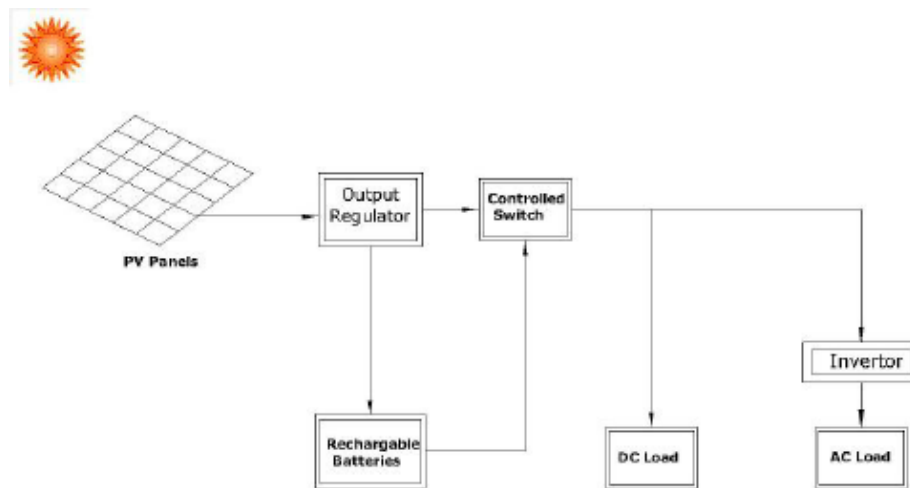 Output
Regulator
Controlled
Switch
PV Panels
Invertor
Rechargable
Batteries
DC Load
AC Load